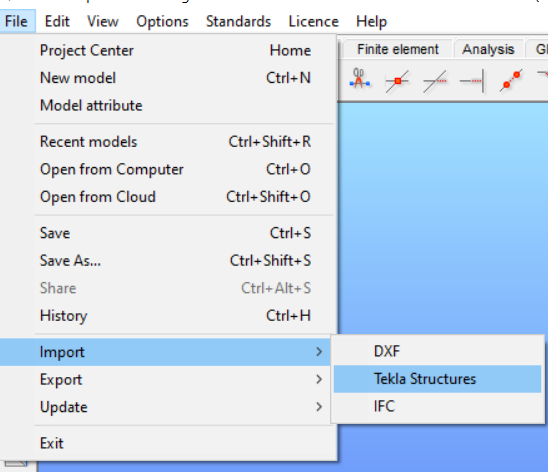 File Edit View Options Standards Licence Help
Finite element Analysis
Project Center Home
New model Ctrl+N
Model attribute
Recent models Ctrl+Shift+R
Open from Computer Ctrl+O
Open from Cloud Ctrl+Shift+O
Save Ctrl+S
Save As... Ctrl+Shift+S
Share Ctrl+Alt+S
History Ctrl+H
Import > DXF
Export > Tekla Structures
Update > IFC
Exit